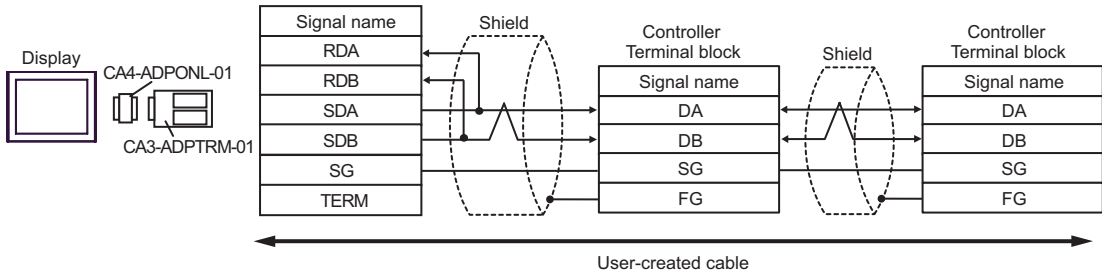 Display
CA4-ADPONL-01
CA3-ADPTRM-01
Signal name
RDA
RDB
SDA
SDB
SG
TERM
Shield
Controller
Terminal block
Signal name
DA
DB
SG
FG
Shield
Controller
Terminal block
Signal name
DA
DB
SG
FG
User-created cable